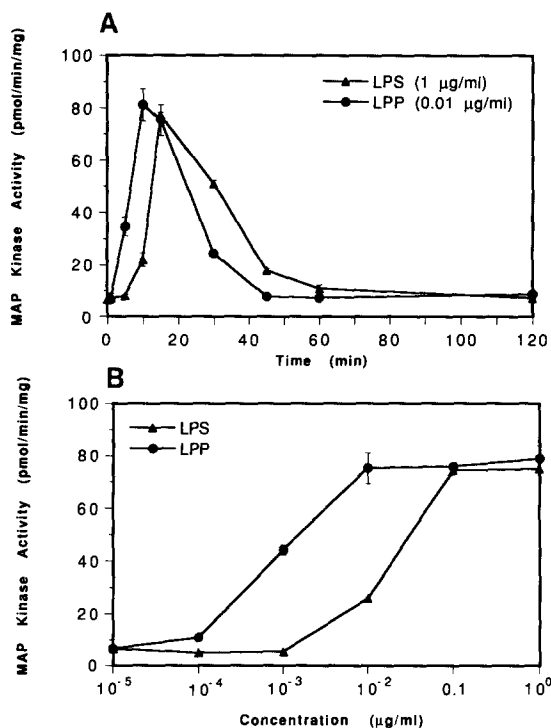 A
MAP Kinase Activity (pmol/min/mg)
100
80
60
40
20
0
LPS (1 µg/ml)
LPP (0.01 µg/ml)
0 20 40 60 80 100 120
Time (min)
B
MAP Kinase Activity (pmol/min/mg)
100
80
60
40
20
0
LPS
LPP
10⁻⁵ 10⁻⁴ 10⁻³ 10⁻² 0.1 10⁰
Concentration (µg/ml)